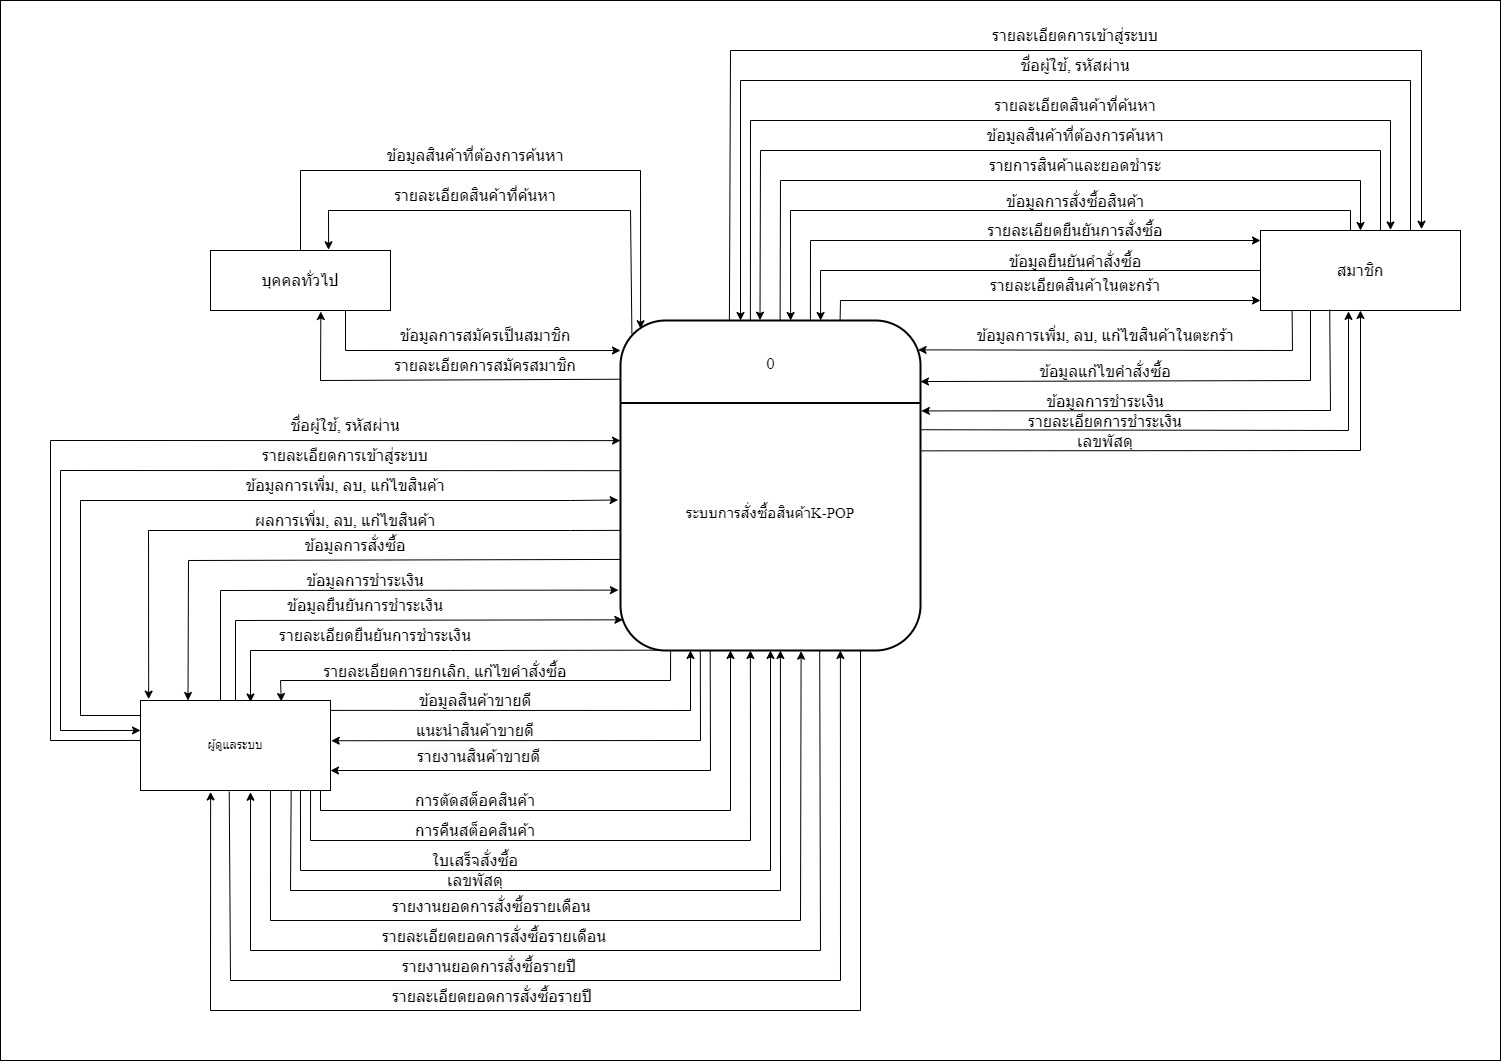 รายละเอียดการเข้าสู่ระบบ
ชื่อผู้ใช้, รหัสผ่าน
รายละเอียดสินค้าที่ค้นหา
ข้อมูลสินค้าที่ต้องการค้นหา
รายการสินค้าและยอดชำระ
ข้อมูลการสั่งซื้อสินค้า
รายละเอียดยืนยันการสั่งซื้อ
ข้อมูลยืนยันคำสั่งซื้อ
รายละเอียดสินค้าในตะกร้า
สมาชิก
ข้อมูลการเพิ่ม, ลบ, แก้ไขสินค้าในตะกร้า
ข้อมูลแก้ไขคำสั่งซื้อ
ข้อมูลการชำระเงิน
รายละเอียดการชำระเงิน
เลขพัสดุ
ข้อมูลสินค้าที่ต้องการค้นหา
รายละเอียดสินค้าที่ค้นหา
บุคคลทั่วไป
ข้อมูลการสมัครเป็นสมาชิก
รายละเอียดการสมัครสมาชิก
0
ระบบการสั่งซื้อสินค้าK-POP
ชื่อผู้ใช้, รหัสผ่าน
รายละเอียดการเข้าสู่ระบบ
ข้อมูลการเพิ่ม, ลบ, แก้ไขสินค้า
ผลการเพิ่ม, ลบ, แก้ไขสินค้า
ข้อมูลการสั่งซื้อ
ข้อมูลการชำระเงิน
ข้อมูลยืนยันการชำระเงิน
รายละเอียดยืนยันการชำระเงิน
รายละเอียดการยกเลิก, แก้ไขคำสั่งซื้อ
ข้อมูลสินค้าขายดี
แนะนำสินค้าขายดี
รายงานสินค้าขายดี
ผู้ดูแลระบบ
การตัดสต็อคสินค้า
การคืนสต็อคสินค้า
ใบเสร็จสั่งซื้อ
เลขพัสดุ
รายงานยอดการสั่งซื้อรายเดือน
รายละเอียดยอดการสั่งซื้อรายเดือน
รายงานยอดการสั่งซื้อรายปี
รายละเอียดยอดการสั่งซื้อรายปี